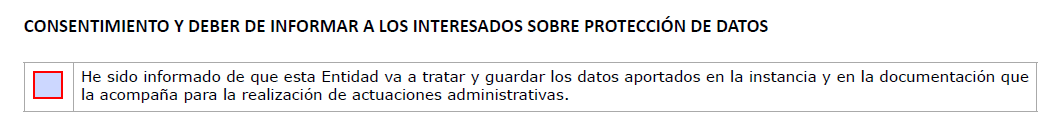 CONSENTIMIENTO Y DEBER DE INFORMAR A LOS INTERESADOS SOBRE PROTECCIÓN DE DATOS
He sido informado de que esta Entidad va a tratar y guardar los datos aportados en la instancia y en la documentación que
la acompaña para la realización de actuaciones administrativas.